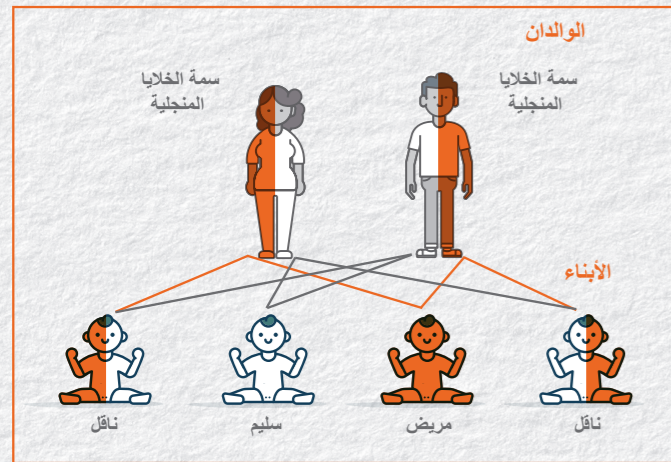 الوالدان
سمة الخلايا
المنجلية
سمة الخلايا
المنجلية
الأبناء
ناقل
مريض
سليم
ناقل